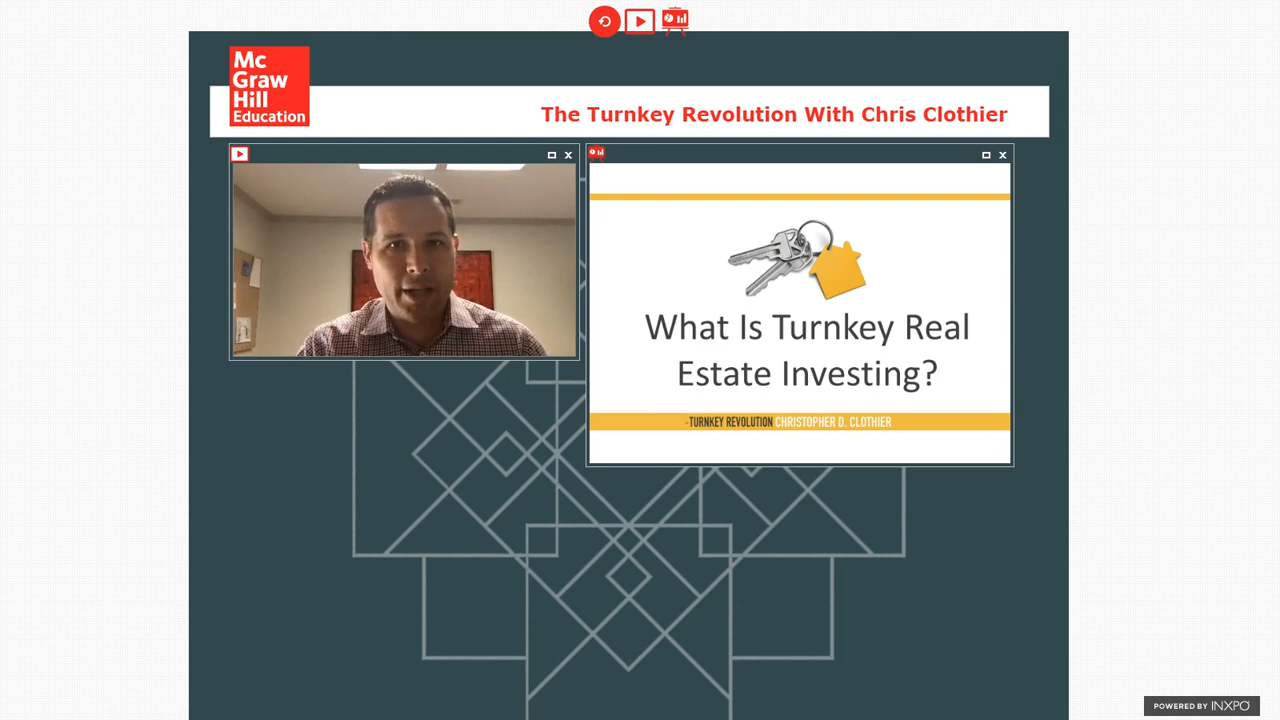 Mc
Graw
Hill
Education
The Turnkey Revolution With Chris Clothier
What Is Turnkey Real
Estate Investing?
-TURNKEY REVOLUTION CHRISTOPHER D. CLOTHIER
POWERED BY INXPO